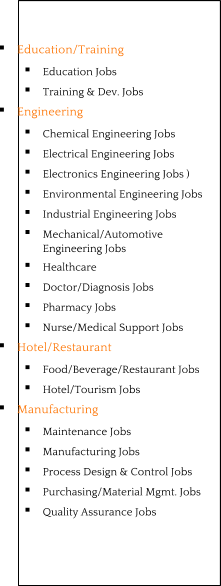 Education/Training
Education Jobs
Training & Dev. Jobs
Engineering
Chemical Engineering Jobs
Electrical Engineering Jobs
Electronics Engineering Jobs )
Environmental Engineering Jobs
Industrial Engineering Jobs
Mechanical/Automotive
Engineering Jobs
Healthcare
Doctor/Diagnosis Jobs
Pharmacy Jobs
Nurse/Medical Support Jobs
Hotel/Restaurant
Food/Beverage/Restaurant Jobs
Hotel/Tourism Jobs
Manufacturing
Maintenance Jobs
Manufacturing Jobs
Process Design & Control Jobs
Purchasing/Material Mgmt. Jobs
Quality Assurance Jobs